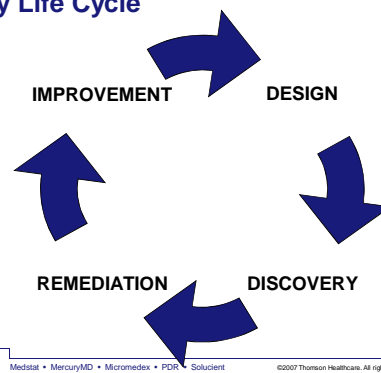 y Life Cycle
IMPROVEMENT
DESIGN
REMEDIATION
DISCOVERY
Medstat • MercuryMD • Micromedex • PDR • Solucient
©2007 Thomson Healthcare. All rig